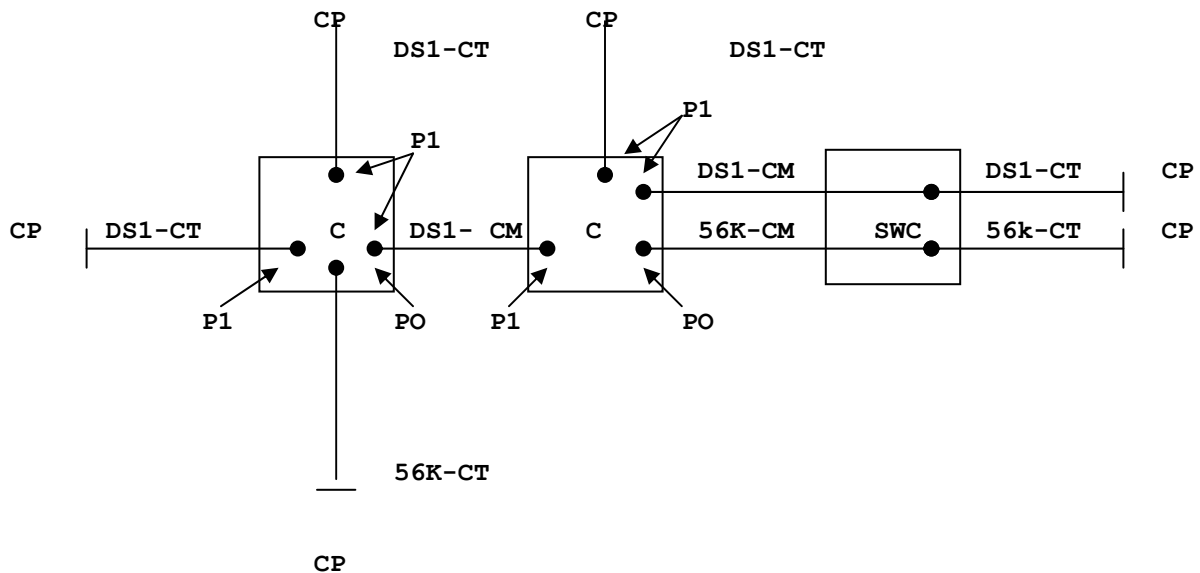 CP CP
DS1-CT DS1-CT
P1
P1
DS1-CM DS1-CT CP
CP DS1-CT C DS1- CM C 56K-CM SWC 56k-CT CP
P1 PO P1 PO
56K-CT
CP